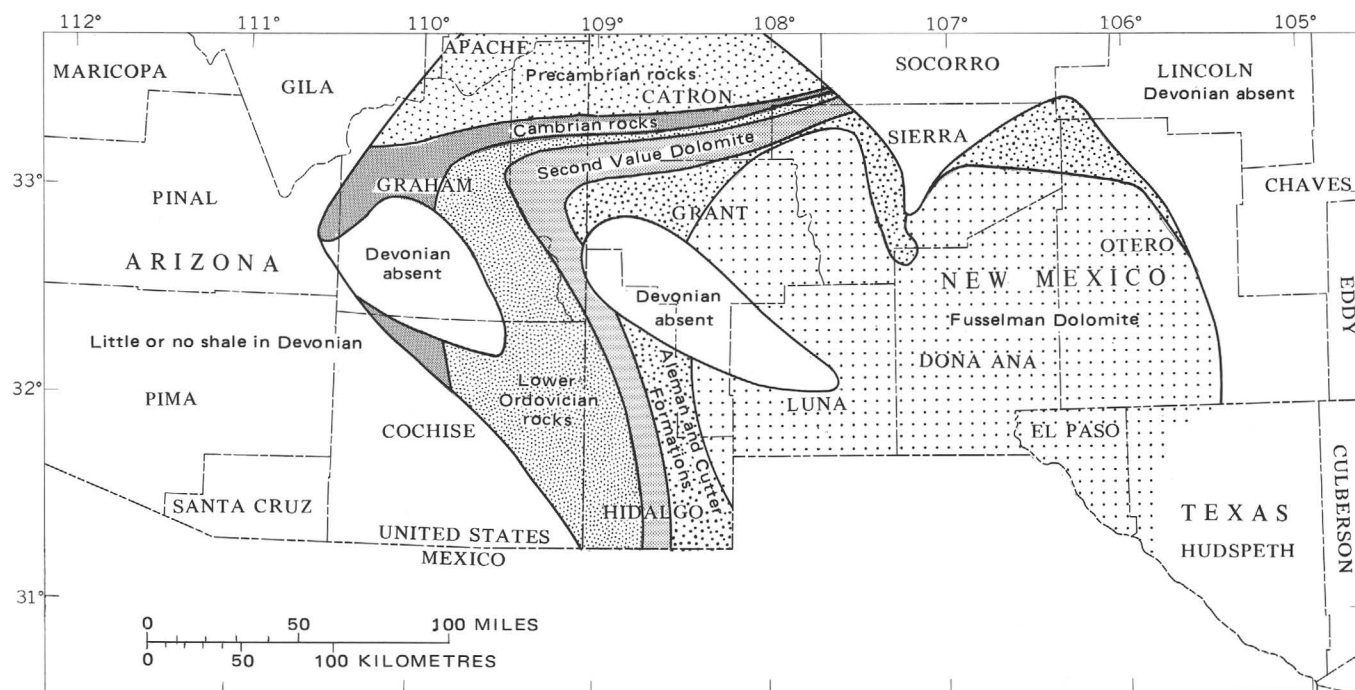 112°
111°
110°
109°
108°
107°
106°
105°
APACHE
MARICOPA
GILA
Precambrian rocks
CATRON
SOCORRO
LINCOLN
Devonian absent
Cambrian rocks
SIERRA
Second Value Dolomite
33°
PINAL
GRAHAM
GRANT
CHAVES
ARIZONA
Devonian
absent
OTERO
NEW MEXICO
Devonian
absent
EDDY
Fusselman Dolomite
Little or no shale in Devonian
DONA ANA
32°
PIMA
Lower
Ordovician
rocks
Aleman and Cutter
Formations
LUNA
COCHISE
EL PASO
SANTA CRUZ
HIDALGO
TEXAS
CULBERSON
UNITED STATES
MEXICO
HUDSPETH
31°
0 50 100 MILES
0 50 100 KILOMETRES